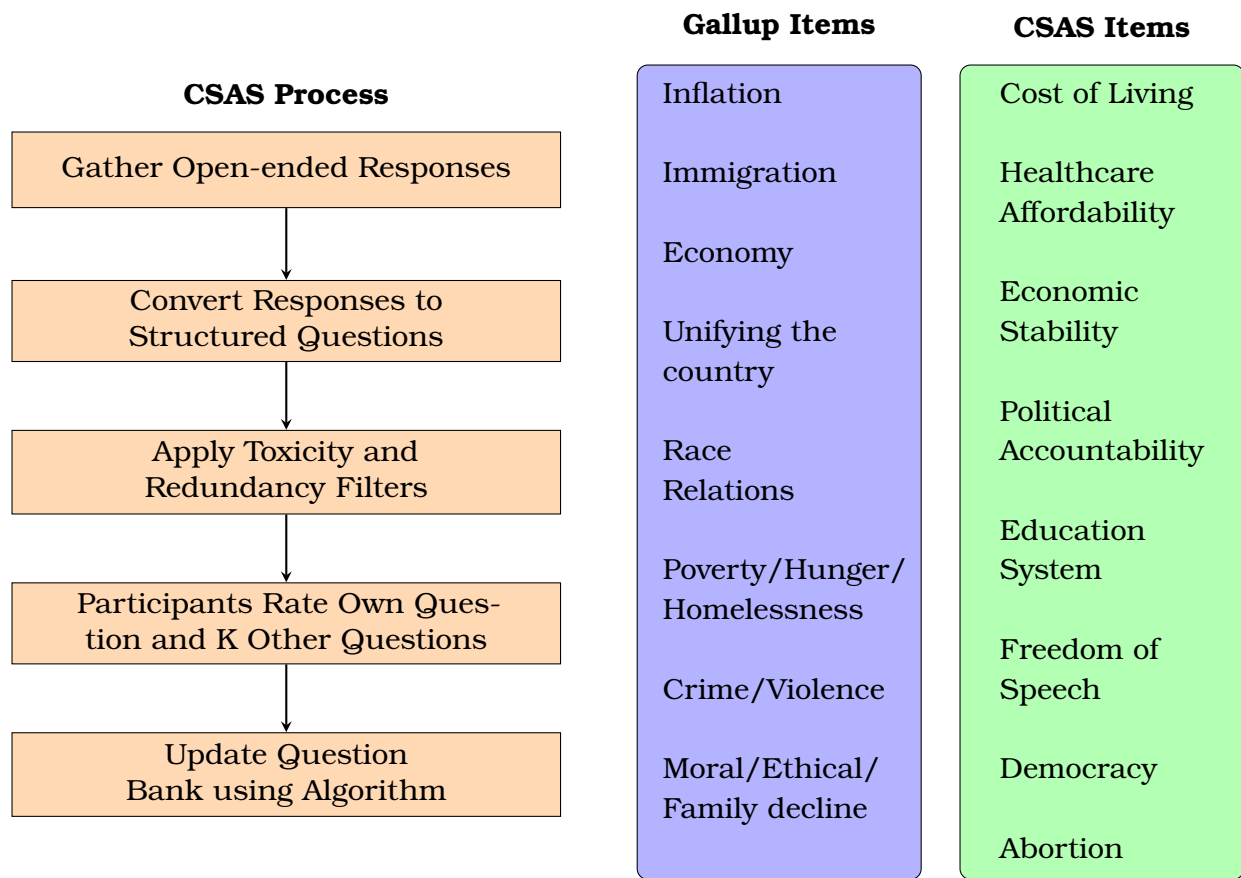 CSAS Process
Gather Open-ended Responses
Convert Responses to
Structured Questions
Apply Toxicity and
Redundancy Filters
Participants Rate Own Ques-
tion and K Other Questions
Update Question
Bank using Algorithm
Gallup Items
Inflation
Immigration
Economy
Unifying the
country
Race
Relations
Poverty/Hunger/
Homelessness
Crime/Violence
Moral/Ethical/
Family decline
CSAS Items
Cost of Living
Healthcare
Affordability
Economic
Stability
Political
Accountability
Education
System
Freedom of
Speech
Democracy
Abortion